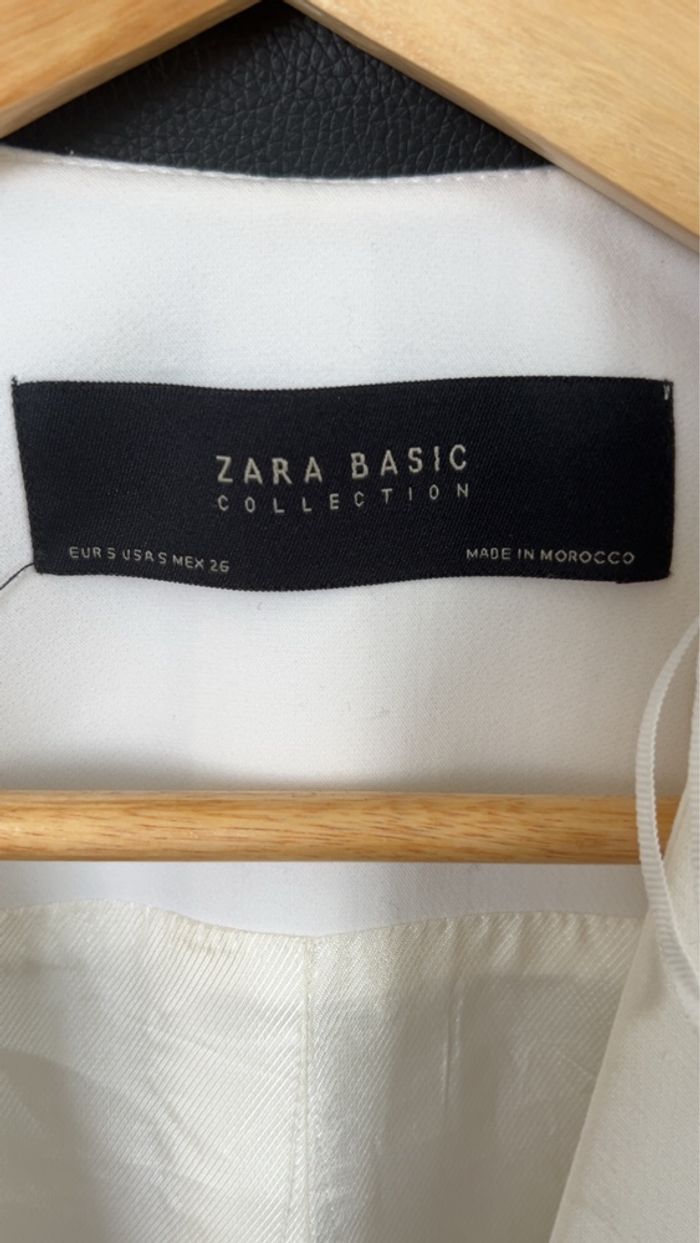 ZARA BASIC
COLLECTION
EUR S USA S MEX 26
MADE IN MOROCCO